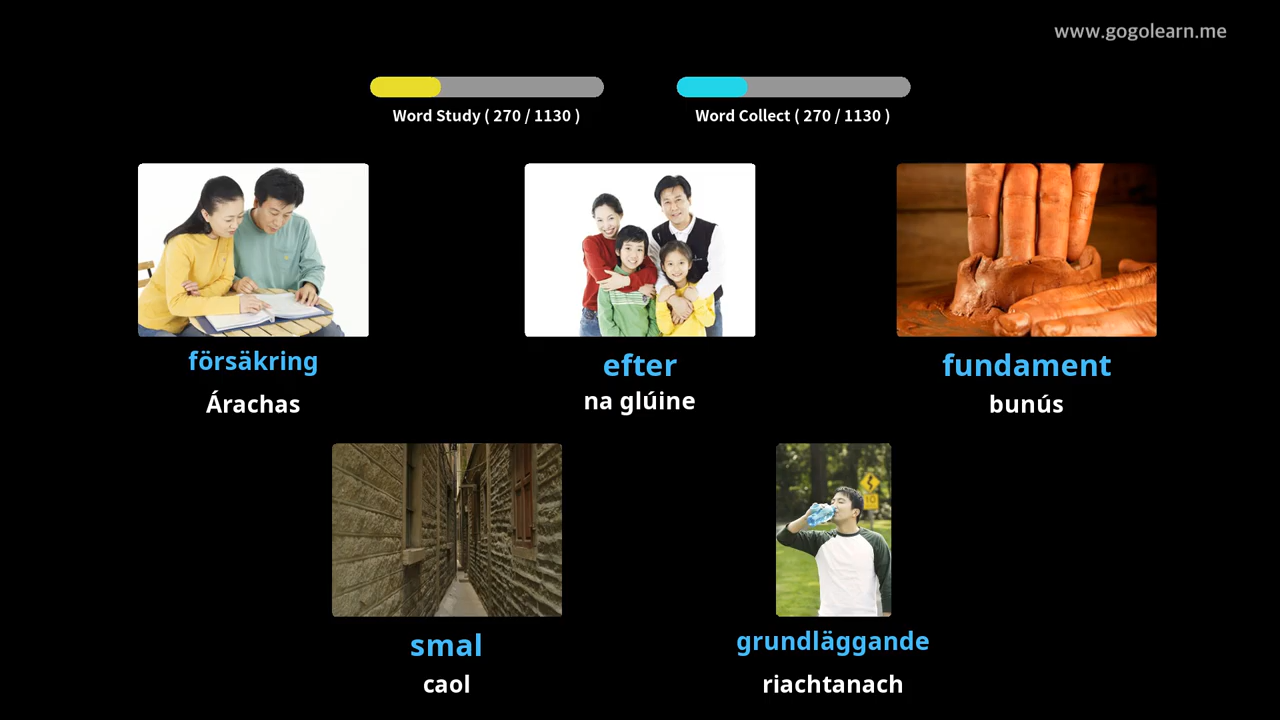 www.gogolearn.me
Word Study ( 270 / 1130 )
Word Collect ( 270 / 1130 )
försäkring
Árachas
efter
na glúine
fundament
bunús
smal
caol
grundläggande
riachtanach